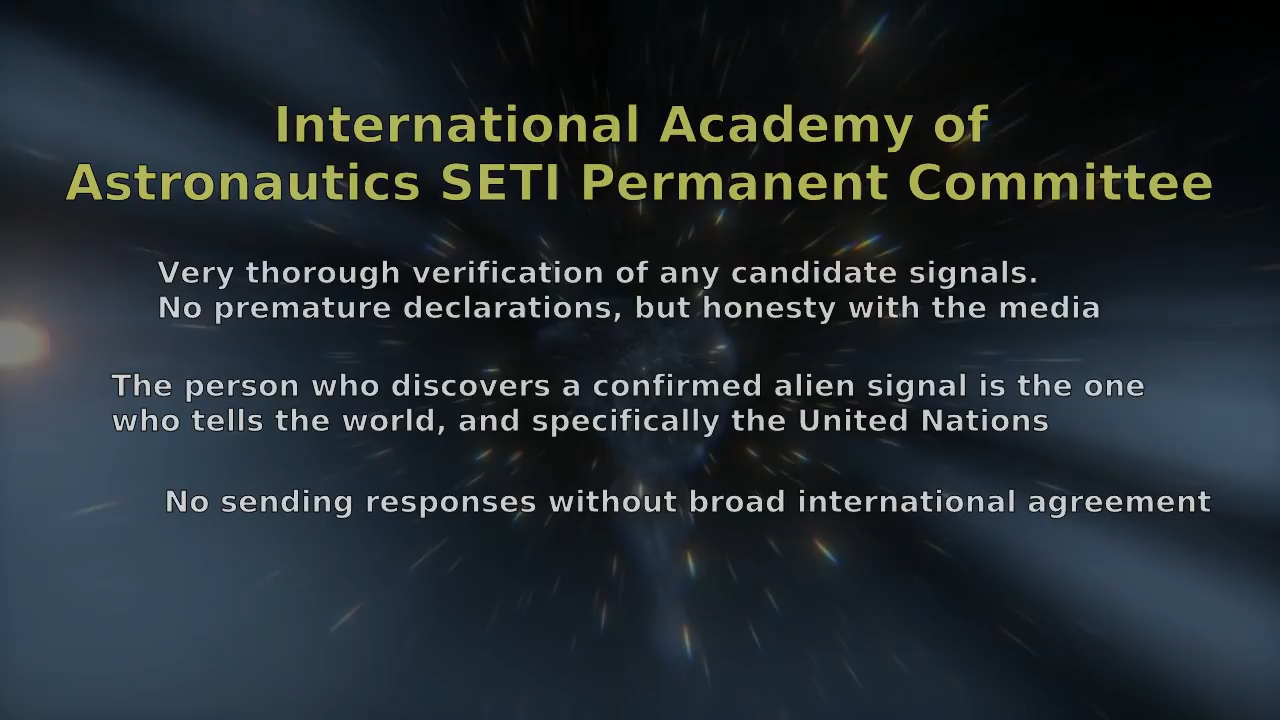 International Academy of
Astronautics SETI Permanent Committee
Very thorough verification of any candidate signals.
No premature declarations, but honesty with the media
The person who discovers a confirmed alien signal is the one
who tells the world, and specifically the United Nations
No sending responses without broad international agreement